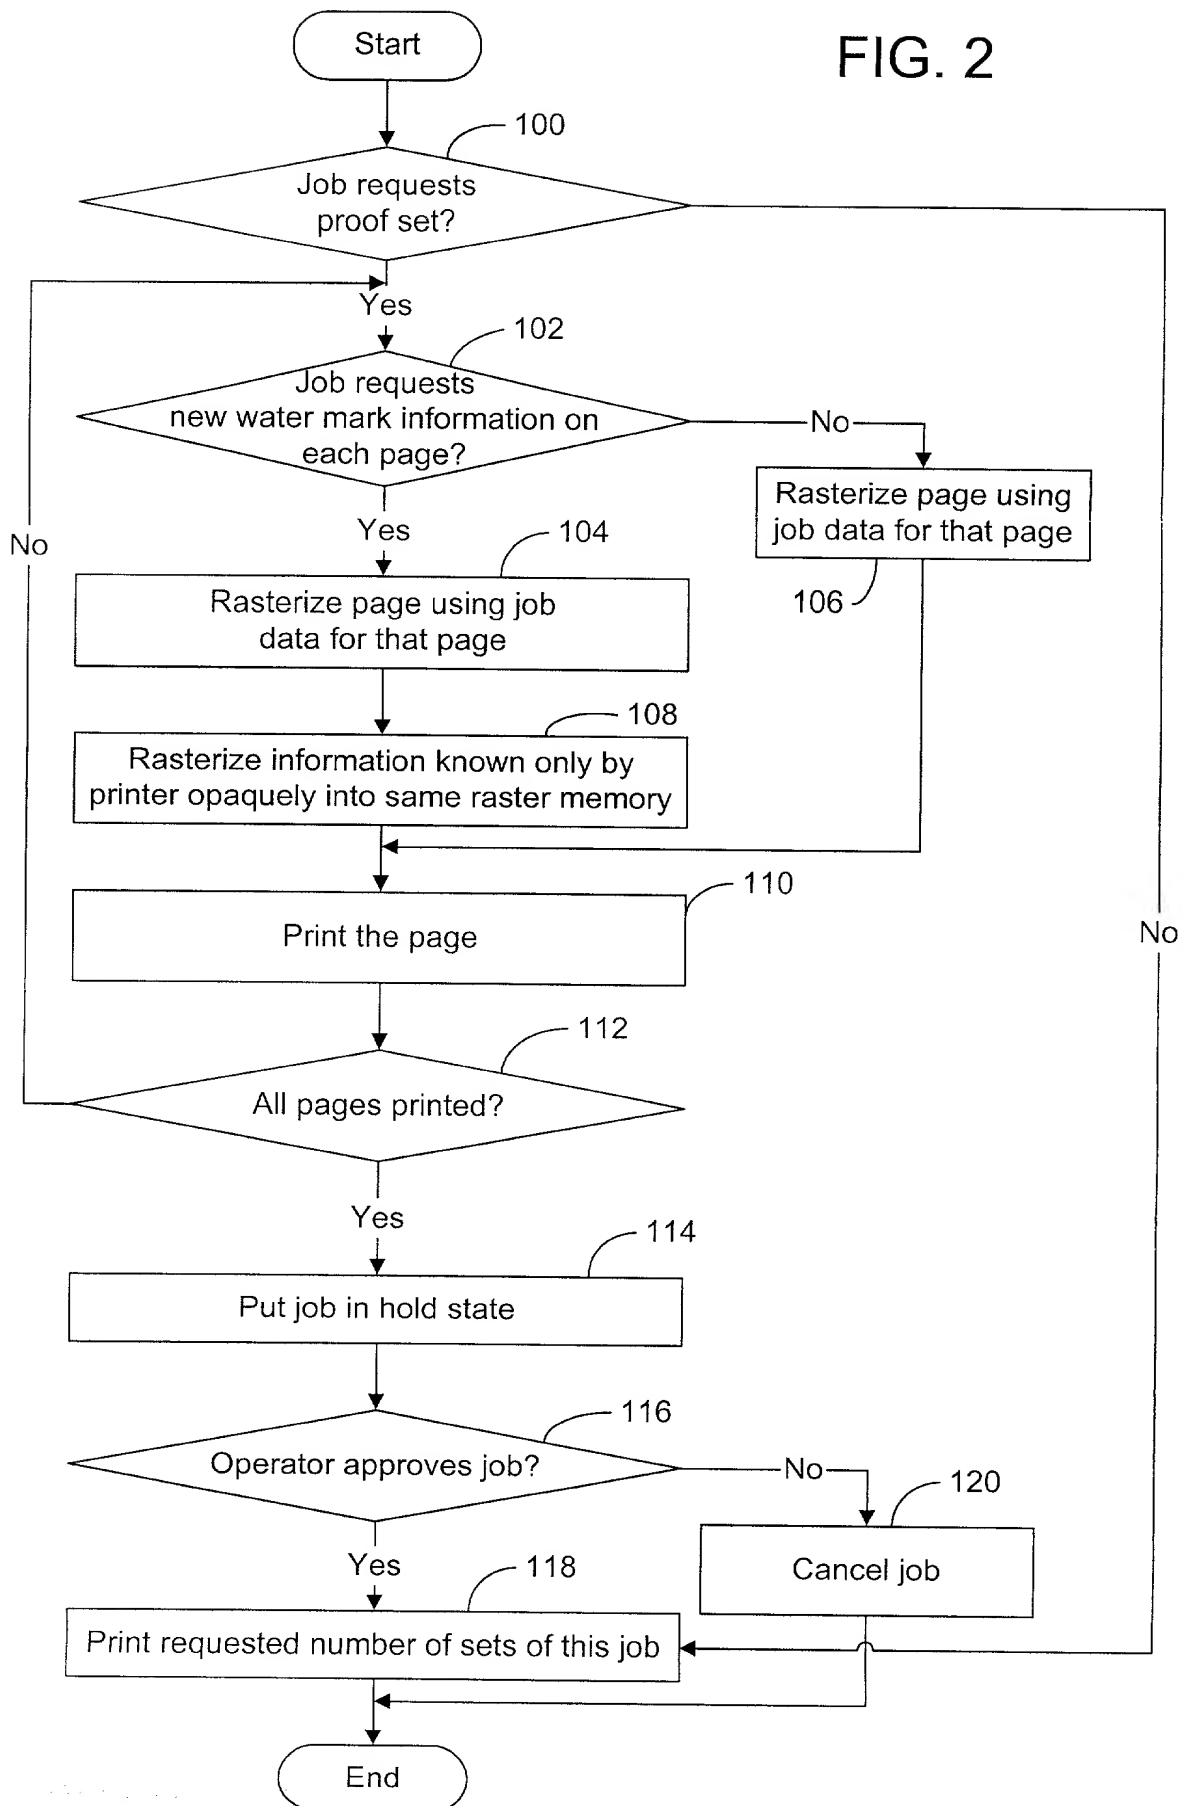 Start
FIG. 2
100
Job requests
proof set?
Yes
102
Job requests
new water mark information on
each page?
No
Rasterize page using
job data for that page
106
Yes
104
No
Rasterize page using job
data for that page
108
Rasterize information known only by
printer opaquely into same raster memory
110
Print the page
No
112
All pages printed?
Yes
114
Put job in hold state
116
Operator approves job?
No
120
Cancel job
Yes
118
Print requested number of sets of this job
End